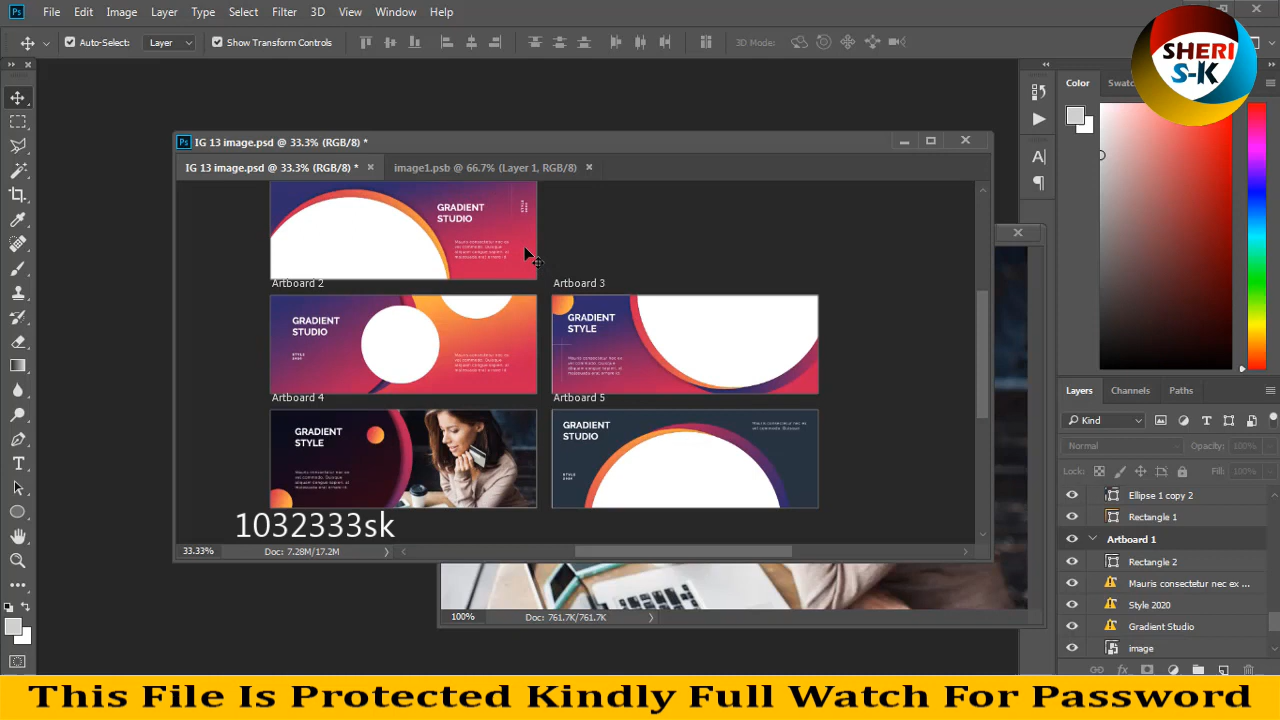 File Edit Image Layer Type Select Filter 3D View Window Help
Auto-Select: Layer Show Transform Controls 3D Mode:
SHERI
S-K
Color Swatc
IG 13 image.psd @ 33.3% (RGB/8) *
IG 13 image.psd @ 33.3% (RGB/8) * image1.psb @ 66.7% (Layer 1, RGB/8)
GRADIENT
STUDIO
Artboard 2 Artboard 3
GRADIENT
STUDIO
GRADIENT
STYLE
Artboard 4 Artboard 5
GRADIENT
STYLE
GRADIENT
STUDIO
1032333sk
33.33% Doc: 7.28M/17.2M
100% Doc: 761.7K/761.7K
Layers Channels Paths
Kind
Normal Opacity: 100%
Lock: Fill: 100%
Ellipse 1 copy 2
Rectangle 1
Artboard 1
Rectangle 2
Mauris consectetur nec ex ...
Style 2020
Gradient Studio
image
This File Is Protected Kindly Full Watch For Password